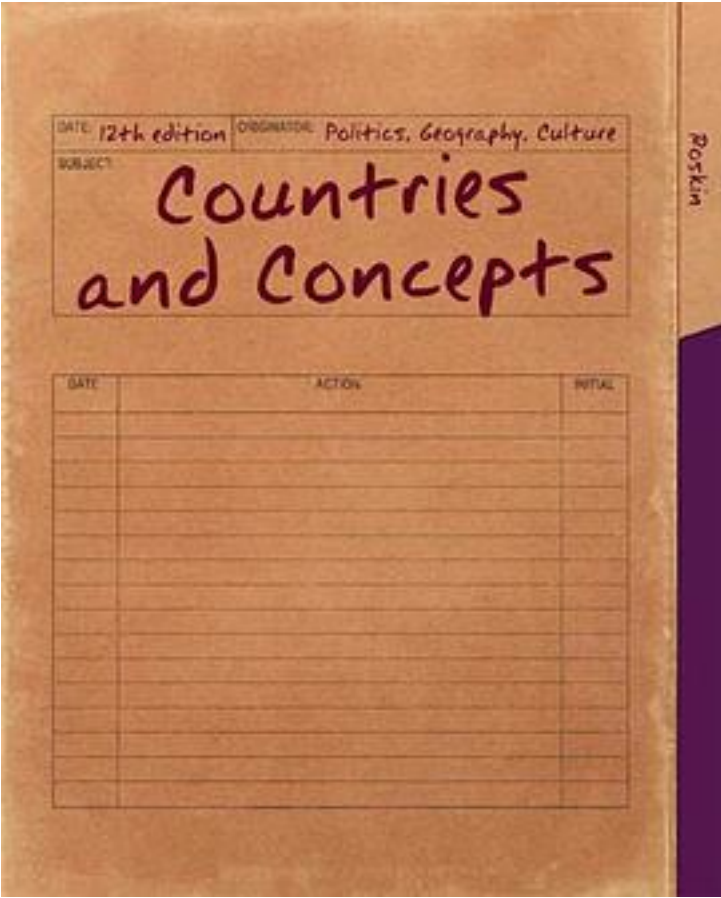 DATE: 12th edition ORIGINATOR: Politics, Geography, Culture
SUBJECT:
Countries
and Concepts
DATE ACTION INITIAL
Roskin